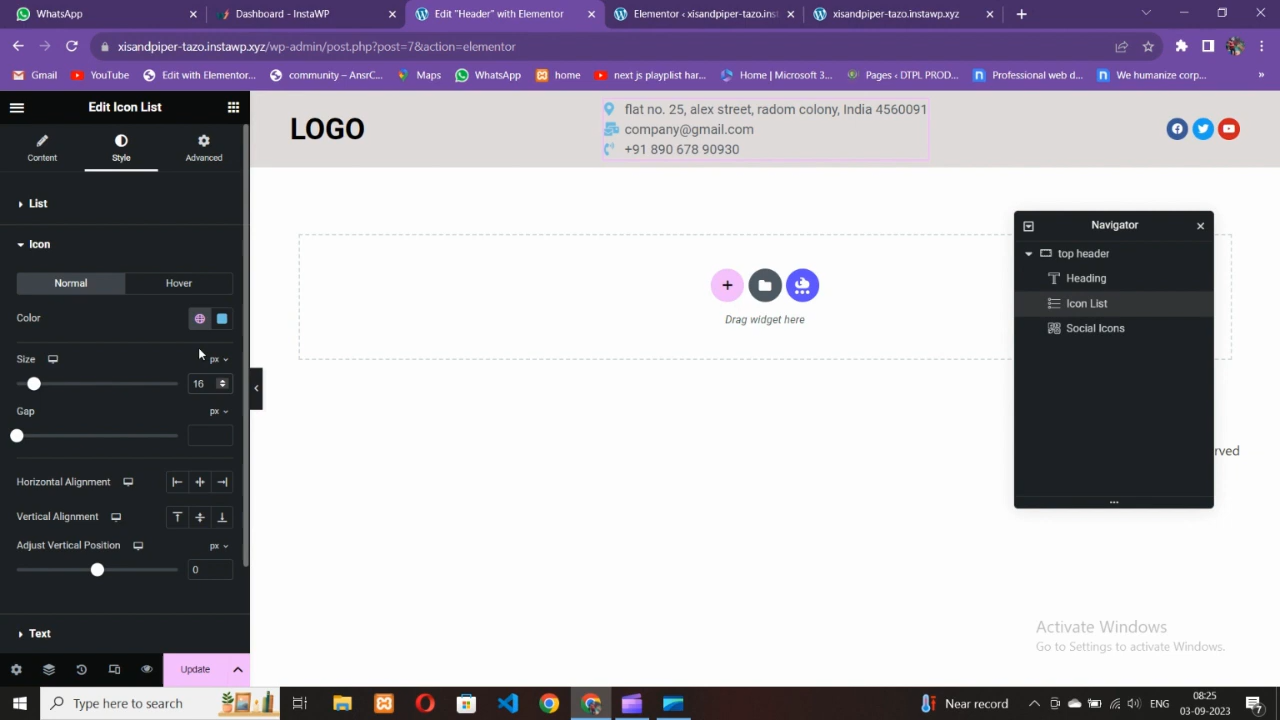 WhatsApp
Dashboard - InstaWP
Edit "Header" with Elementor
Elementor ‹ xisandpiper-tazo.inst
xisandpiper-tazo.instawp.xyz
xisandpiper-tazo.instawp.xyz/wp-admin/post.php?post=7&action=elementor
Gmail
YouTube
Edit with Elementor...
community – AnsrC...
Maps
WhatsApp
home
next js playplist har...
Home | Microsoft 3...
Pages ‹ DTPL PROD...
Professional web d...
We humanize corp...
»
Edit Icon List
Content
Style
Advanced
List
Icon
Normal
Hover
Color
Size
px
16
Gap
px
Horizontal Alignment
Vertical Alignment
Adjust Vertical Position
px
0
Text
Update
LOGO
flat no. 25, alex street, radom colony, India 4560091
company@gmail.com
+91 890 678 90930
Drag widget here
Navigator
top header
Heading
Icon List
Social Icons
rved
Activate Windows
Go to Settings to activate Windows.
Type here to search
Near record
ENG
08:25
03-09-2023
7